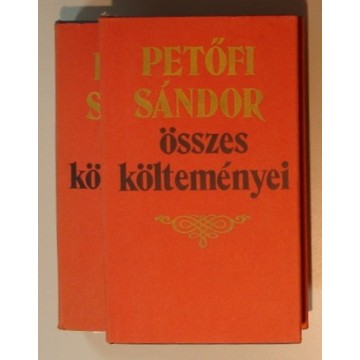 PETŐFI
SÁNDOR
összes
költeményei